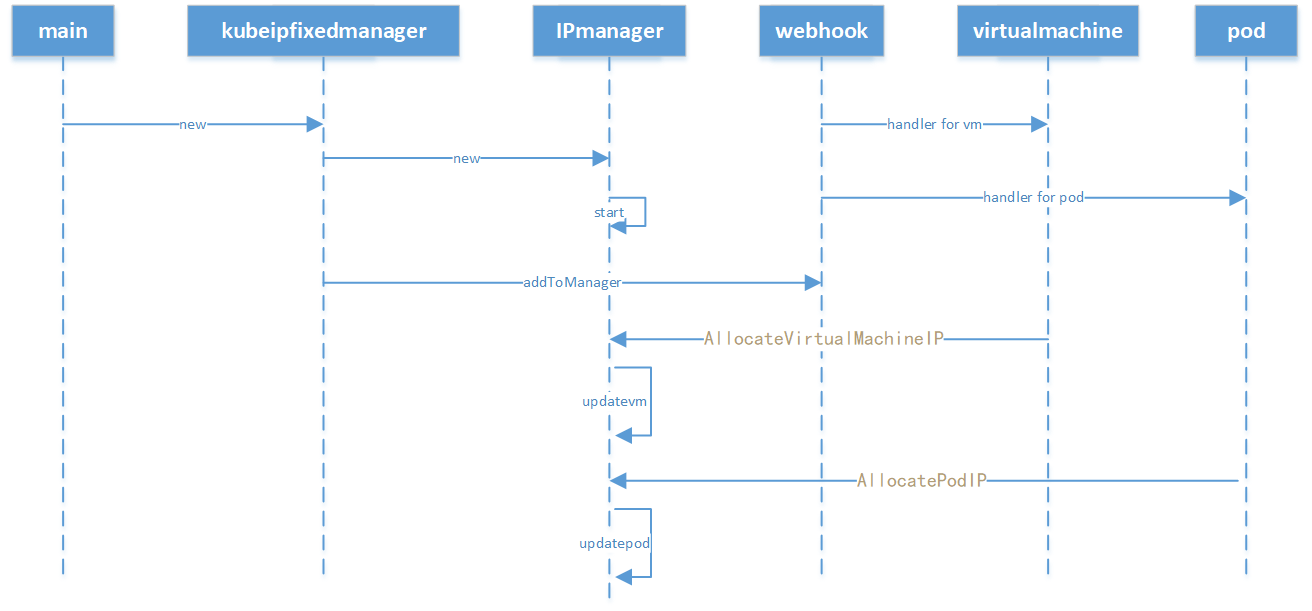 main
kubeipfixedmanager
IPmanager
webhook
virtualmachine
pod
new
handler for vm
new
handler for pod
start
addToManager
AllocateVirtualMachineIP
updatevm
AllocatePodIP
updatepod